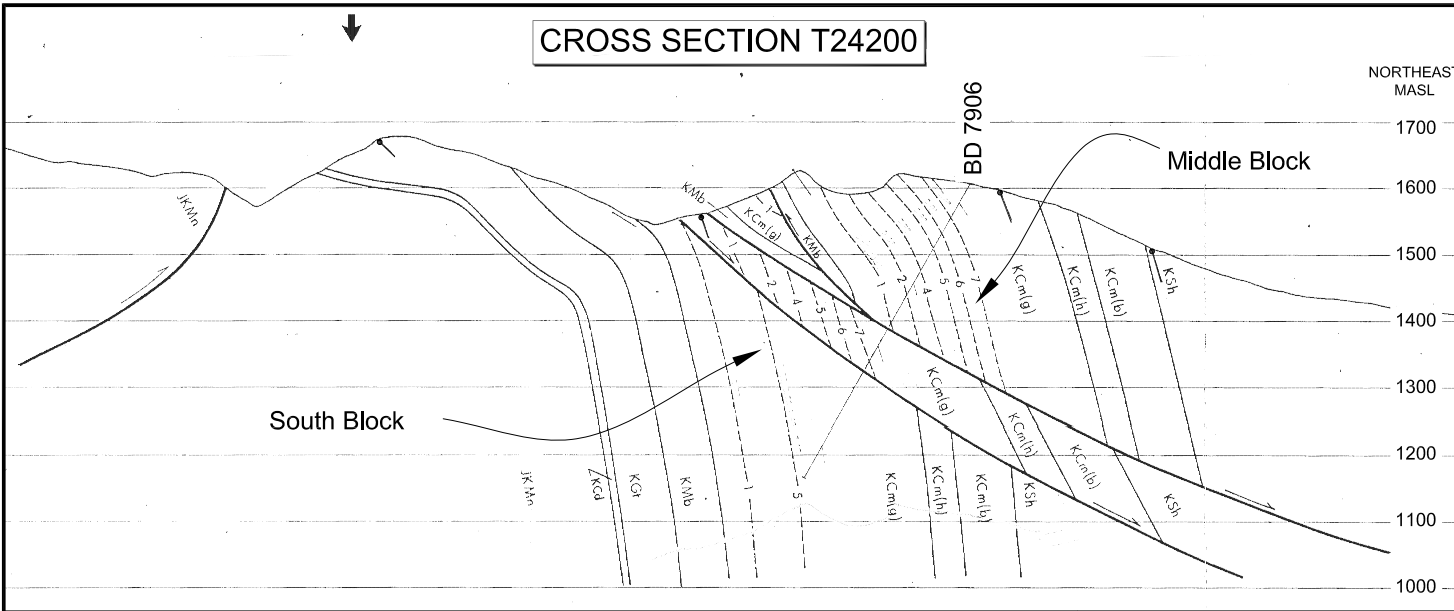 CROSS SECTION T24200
NORTHEAST
MASL
BD 7906
Middle Block
South Block
1700
1600
1500
1400
1300
1200
1100
1000
JKMn
KMb
1
KCm(g)
KMb
1
2
4
5
6
7
1
2
4
5
6
7
KCm(g)
KCm(h)
KCm(b)
KSh
KCm(g)
KCm(h)
KCm(b)
KSh
JKMn
KCd
KGt
KMb
1
5
KCm(g)
KCm(h)
KCm(b)
KSh